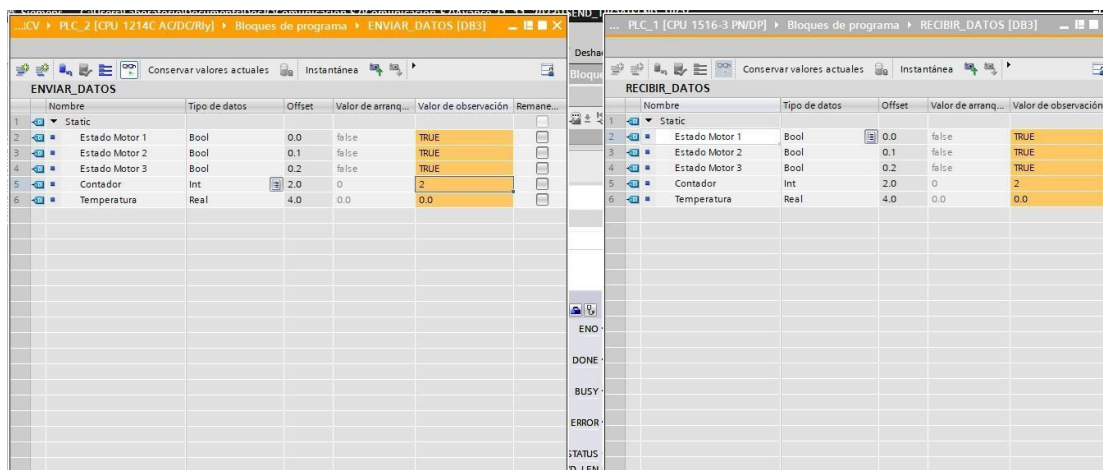 ...ICV ▸ PLC_2 [CPU 1214C AC/DC/Rly] ▸ Bloques de programa ▸ ENVIAR_DATOS [DB3]
Conservar valores actuales Instantánea
ENVIAR_DATOS
Nombre Tipo de datos Offset Valor de arranq... Valor de observación Remane...
1 Static
2 Estado Motor 1 Bool 0.0 false TRUE
3 Estado Motor 2 Bool 0.1 false TRUE
4 Estado Motor 3 Bool 0.2 false TRUE
5 Contador Int 2.0 0 2
6 Temperatura Real 4.0 0.0 0.0
Deshac
Bloque
ENO
DONE
BUSY
ERROR
STATUS
... PLC_1 [CPU 1516-3 PN/DP] ▸ Bloques de programa ▸ RECIBIR_DATOS [DB3]
Conservar valores actuales Instantánea
RECIBIR_DATOS
Nombre Tipo de datos Offset Valor de arranq... Valor de observación
1 Static
2 Estado Motor 1 Bool 0.0 false TRUE
3 Estado Motor 2 Bool 0.1 false TRUE
4 Estado Motor 3 Bool 0.2 false TRUE
5 Contador Int 2.0 0 2
6 Temperatura Real 4.0 0.0 0.0